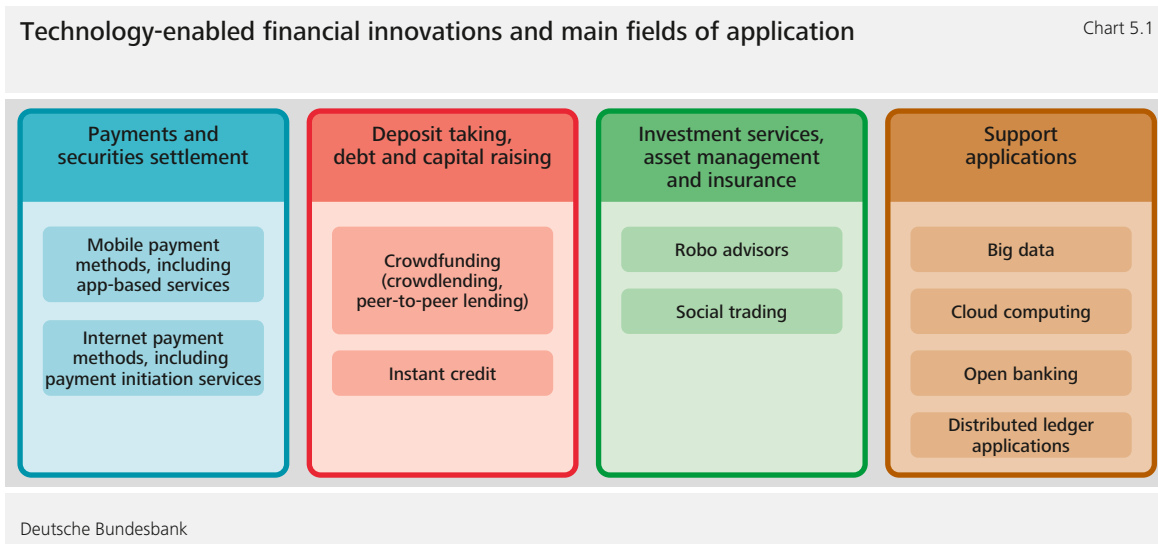 Technology-enabled financial innovations and main fields of application
Chart 5.1
Payments and
securities settlement
Mobile payment
methods, including
app-based services
Internet payment
methods, including
payment initiation services
Deposit taking,
debt and capital raising
Crowdfunding
(crowdlending,
peer-to-peer lending)
Instant credit
Investment services,
asset management
and insurance
Robo advisors
Social trading
Support
applications
Big data
Cloud computing
Open banking
Distributed ledger
applications
Deutsche Bundesbank